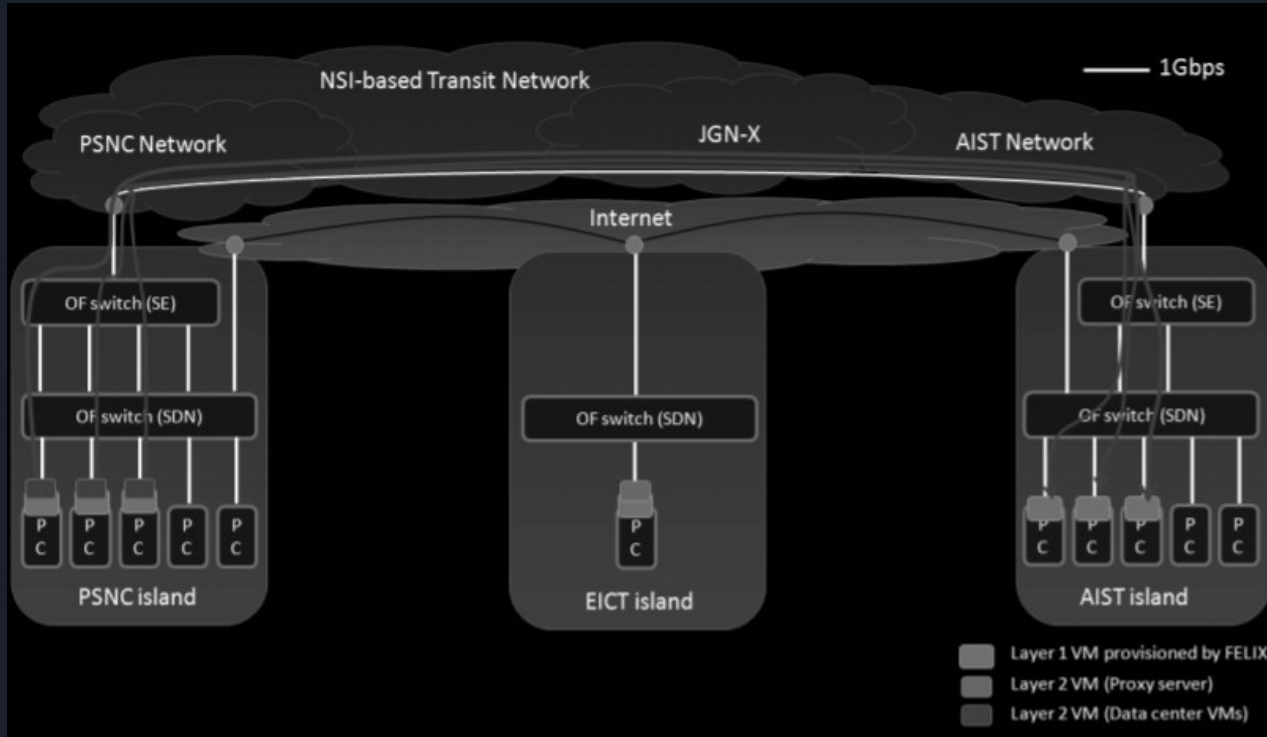 NSI-based Transit Network
1Gbps
PSNC Network
JGN-X
AIST Network
Internet
OF switch (SE)
OF switch (SE)
OF switch (SDN)
OF switch (SDN)
OF switch (SDN)
P
C
P
C
P
C
P
C
P
C
P
C
P
C
P
C
P
C
P
C
P
C
PSNC island
EICT island
AIST island
Layer 1 VM provisioned by FELIX
Layer 2 VM (Proxy server)
Layer 2 VM (Data center VMs)